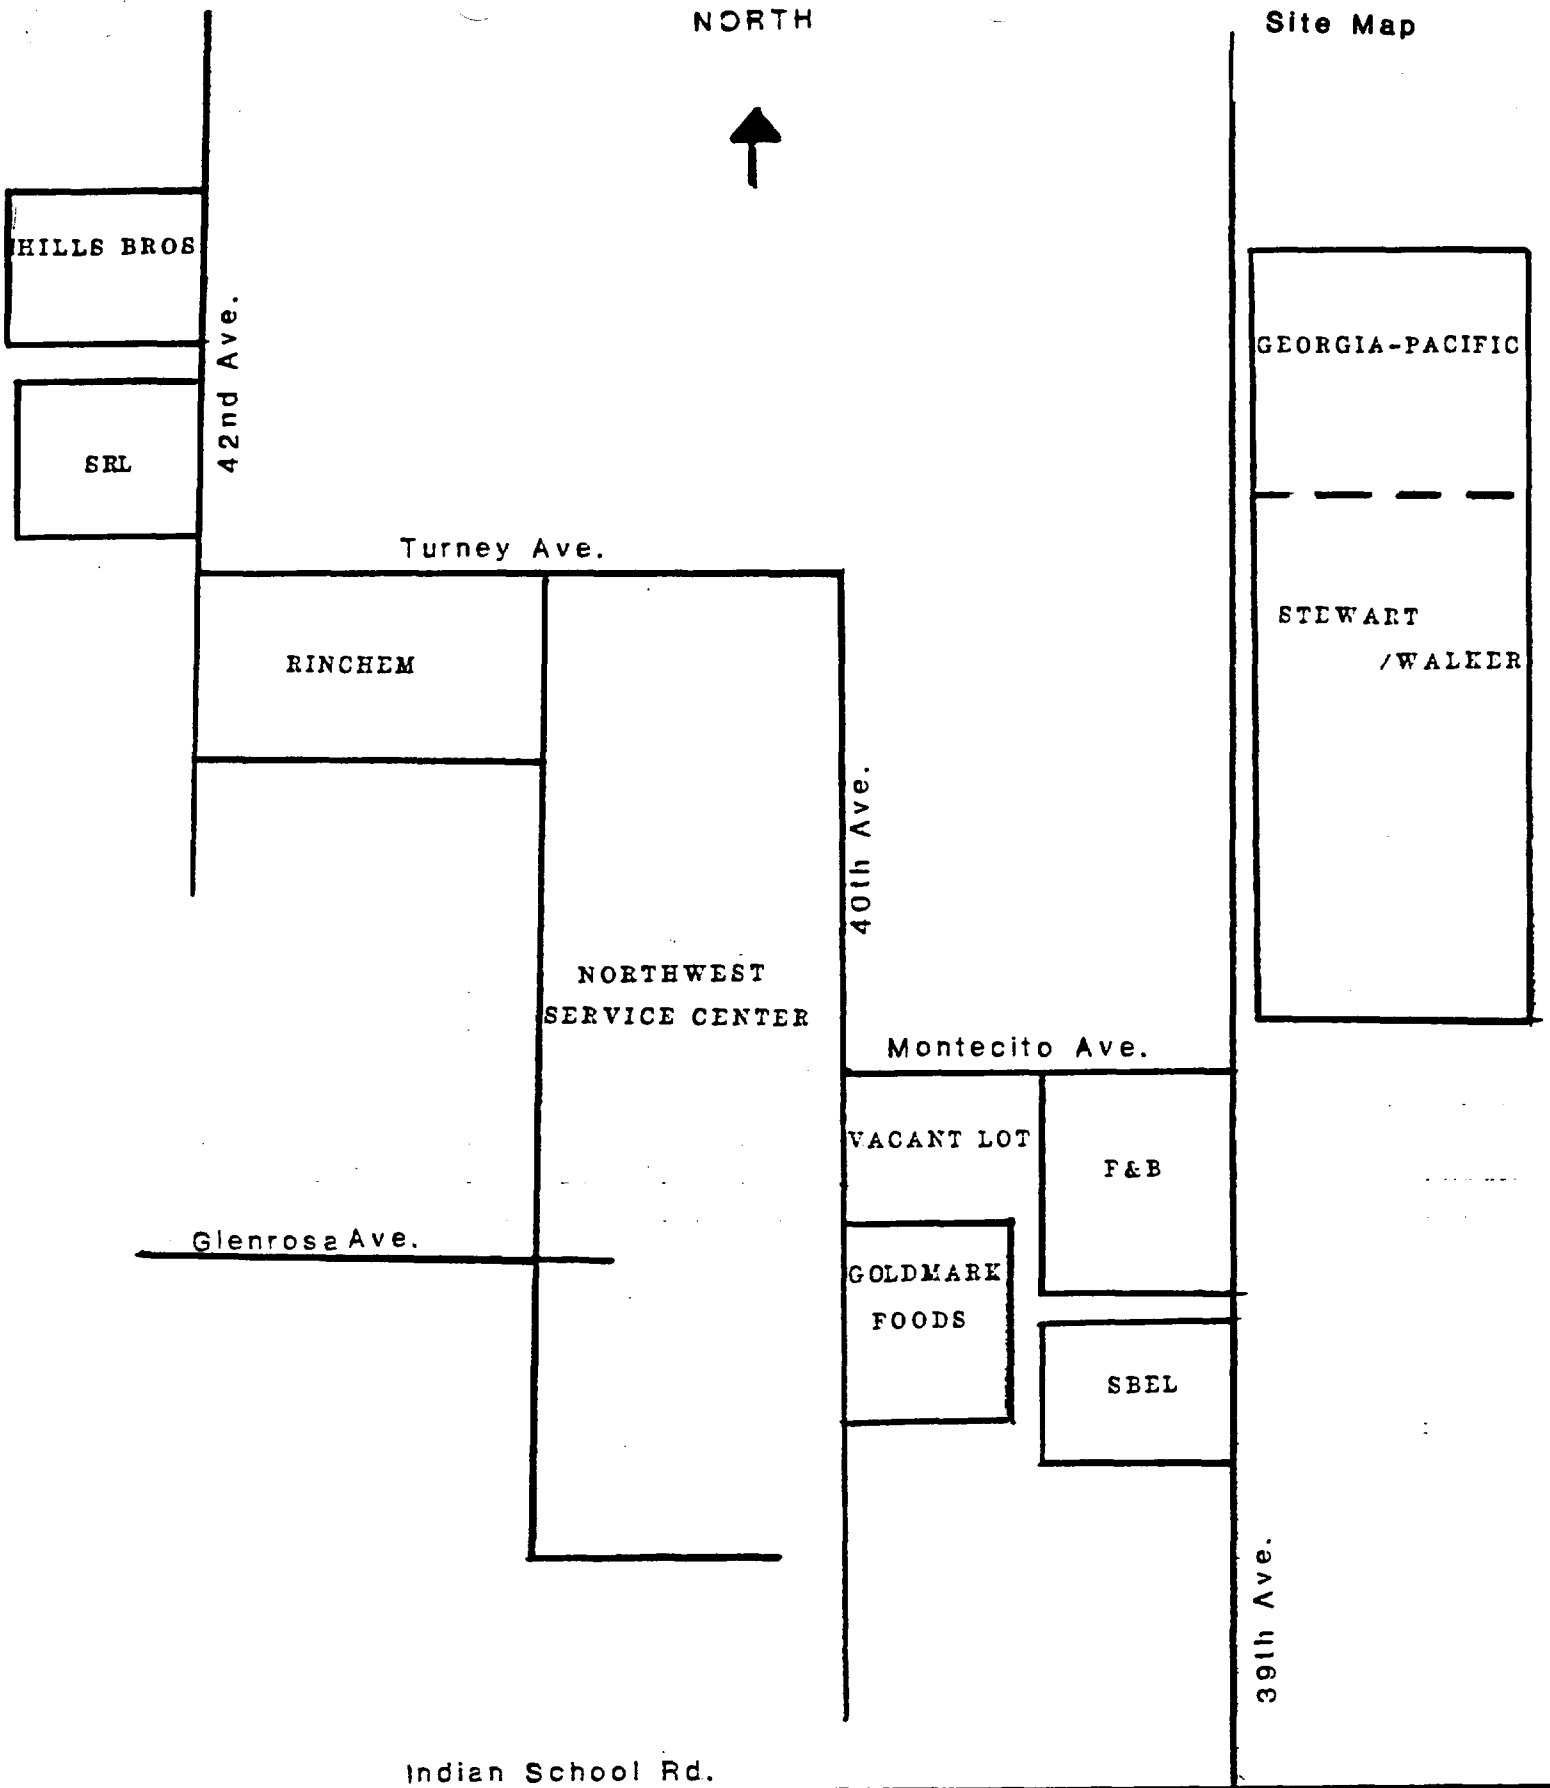 NORTH
Site Map
HILLS BROS
42nd Ave.
GEORGIA-PACIFIC
SRL
Turney Ave.
STEWART
/WALKER
RINCHEM
40th Ave.
NORTHWEST
SERVICE CENTER
Montecito Ave.
VACANT LOT
F&B
Glenrosa Ave.
GOLDMARK
FOODS
SBEL
39th Ave.
Indian School Rd.